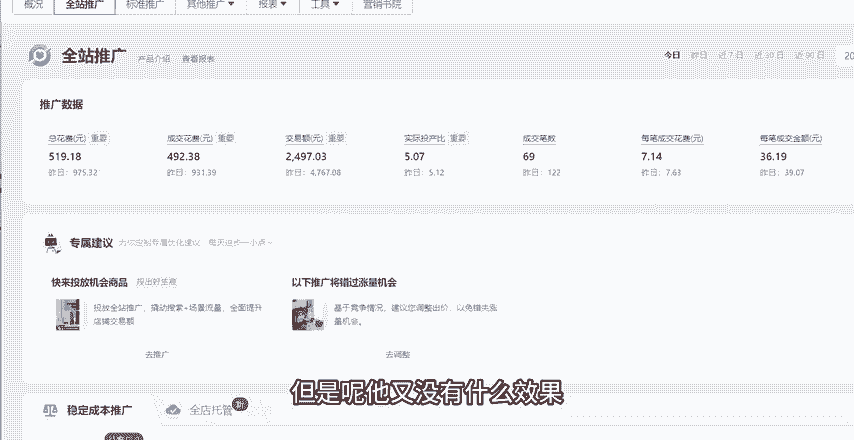 概况 全站推广 标准推广 其他推广 报表 工具 营销书院
全站推广 产品介绍 查看报表 今日 昨日 近7日 近30日 近90日 20
推广数据
总花费(元) 重要 成交花费(元) 重要 交易额(元) 重要 实际投产比 重要 成交笔数 每笔成交花费(元) 每笔成交金额(元)
519.18 492.38 2,497.03 5.07 69 7.14 36.19
昨日: 975.32 昨日: 931.39 昨日: 4,767.08 昨日: 5.12 昨日: 122 昨日: 7.63 昨日: 39.07
专属建议 为你定制专属优化建议 每天进步一小点~
快来投放机会商品 投出好生意 以下推广将错过涨量机会
投放全站推广，撬动搜索+场景流量，全面提升 基于竞争情况，建议您调整出价，以免错失涨
店铺交易额 量机会。
去推广 去调整
但是呢他又没有什么效果
稳定成本推广 全店托管 新